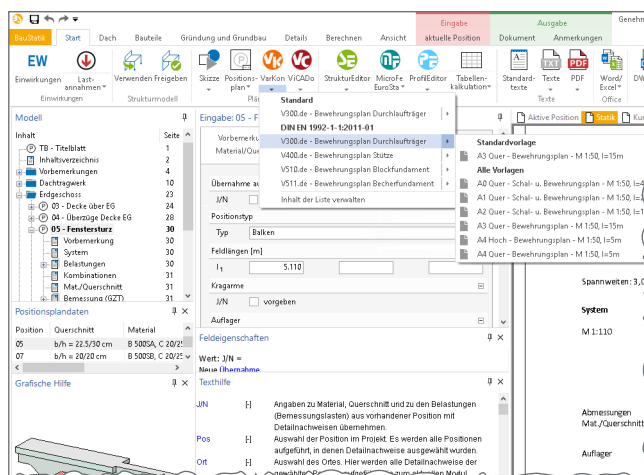 Eingabe
Ausgabe
BauStatik Start Dach Bauteile Gründung und Grundbau Details Berechnen Ansicht aktuelle Position Dokument Anmerkungen
EW
Einwirkungen Last-annahmen Verwenden Freigeben Skizze Positions-plan VarKon ViCADo StrukturEditor MicroFe EuroSta ProfilEditor Tabellen-kalkulation Standard-texte Texte PDF Word/Excel
Einwirkungen Strukturmodell Texte Office
Modell
Inhalt Seite
TB - Titelblatt 1
Inhaltsverzeichnis 2
Vorbemerkungen 4
Dachtragwerk 10
Erdgeschoss 23
03 - Decke über EG 24
04 - Überzüge Decke EG 28
05 - Fenstersturz 30
Vorbemerkung 30
System 30
Belastungen 30
Kombinationen 31
Mat./Querschnitt 31
Bemessung (GZT) 31
Positionsplandaten
Position Querschnitt Material
05 b/h = 22.5/30 cm B 500SA, C 20/25
07 b/h = 20/20 cm B 500SB, C 20/25
Grafische Hilfe
Standard
V300.de - Bewehrungsplan Durchlaufträger
DIN EN 1992-1-1:2011-01
V300.de - Bewehrungsplan Durchlaufträger
V400.de - Bewehrungsplan Stütze
V510.de - Bewehrungsplan Blockfundament
V511.de - Bewehrungsplan Becherfundament
Inhalt der Liste verwalten
Standardvorlage
A3 Quer - Bewehrungsplan - M 1:50, l=15m
Alle Vorlagen
A0 Quer - Schal- u. Bewehrungsplan - M 1:50, l=4
A1 Quer - Schal- u. Bewehrungsplan - M 1:50, l=
A2 Quer - Schal- u. Bewehrungsplan - M 1:50, l=1
A3 Quer - Bewehrungsplan - M 1:50, l=15m
A4 Hoch - Bewehrungsplan - M 1:50, l=5m
A4 Quer - Bewehrungsplan - M 1:50, l=5m
Eingabe: 05 - F
Vorbemerku
Material/Que
Übernahme au
J/N
Positionstyp
Typ Balken
Feldlängen [m]
l1 5.110
Kragarme
J/N vorgeben
Auflager
Feldeigenschaften
Wert: J/N =
Neue Übernahme
Texthilfe
J/N [-] Angaben zu Material, Querschnitt und zu den Belastungen
(Bemessungslasten) aus vorhandener Position mit
Detailnachweisen übernehmen.
Pos [-] Auswahl der Position im Projekt. Es werden alle Positionen
aufgeführt, in denen Detailnachweise ausgewählt wurden.
Ort [-] Auswahl des Ortes. Hier werden alle Detailnachweise der
Aktive Position Statik
Spannweiten: 3,0
System
M 1:110
Abmessungen
Mat./Querschnitt
Auflager